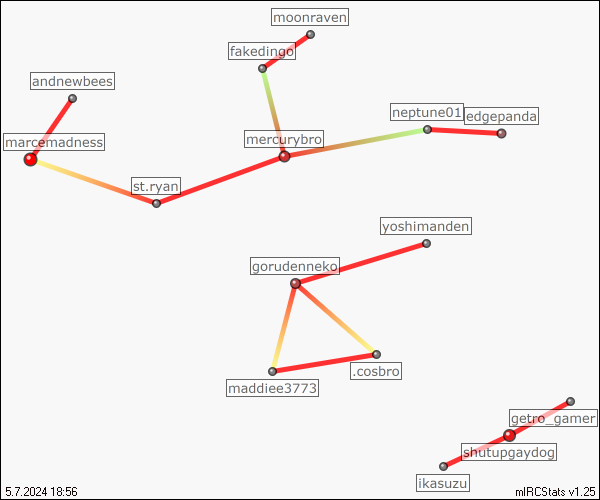 moonraven
fakedingo
andnewbees
neptune01
edgepanda
marcemadness
mercurybro
st.ryan
yoshimanden
gorudenneko
.cosbro
maddiee3773
getro_gamer
shutupgaydog
ikasuzu
5.7.2024 18:56
mIRCStats v1.25